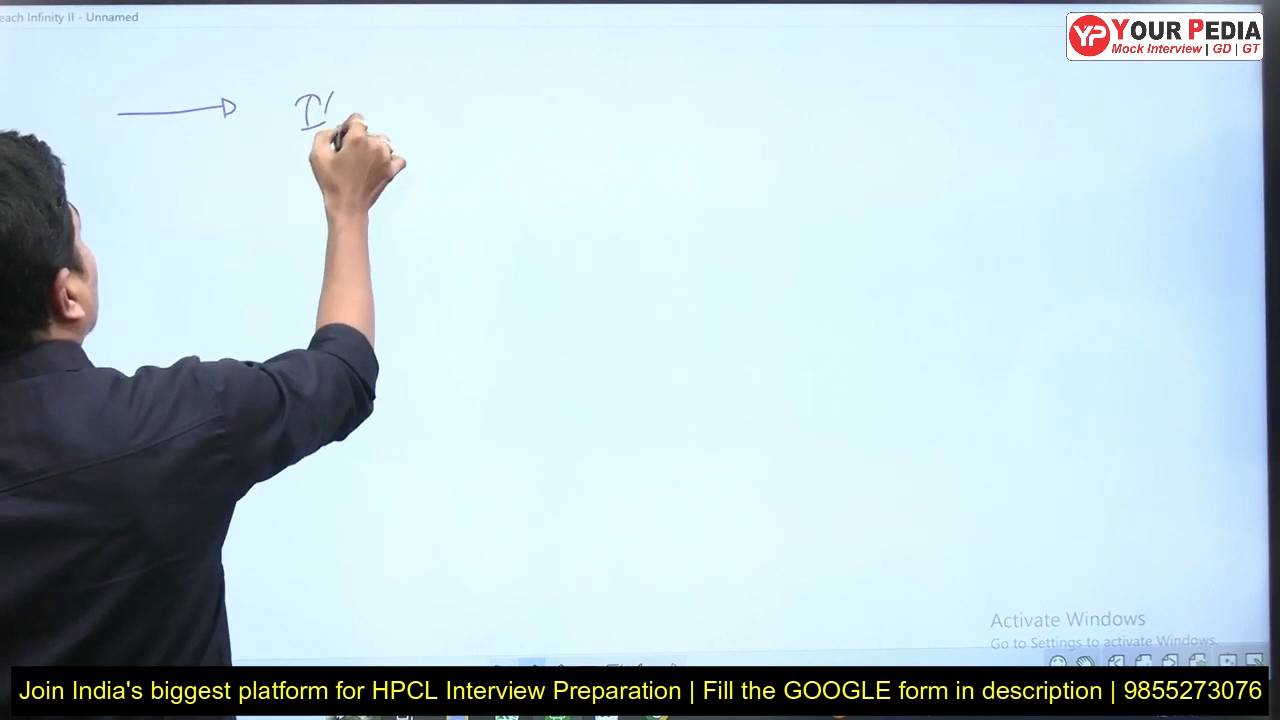 each Infinity II - Unnamed
YP YOUR PEDIA
Mock Interview | GD | GT
I
Activate Windows
Go to Settings to activate Windows.
Join India's biggest platform for HPCL Interview Preparation | Fill the GOOGLE form in description | 9855273076